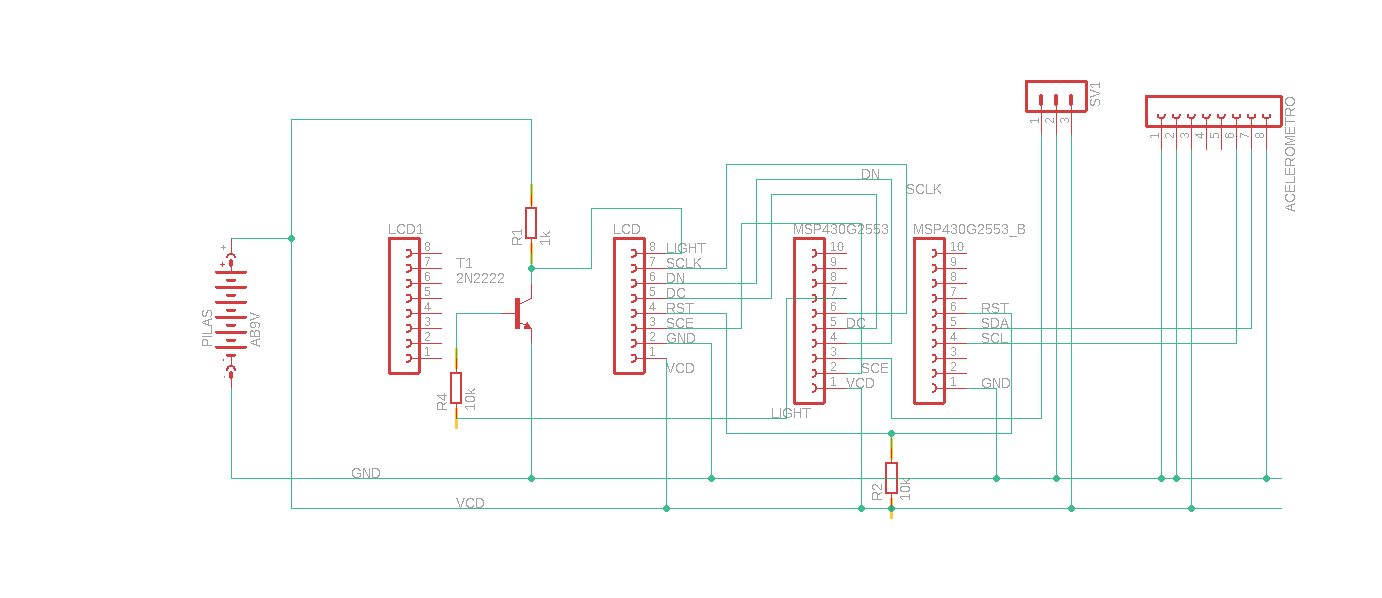 SV1
1
2
3
ACELEROMETRO
1
2
3
4
5
6
7
8
DN
SCLK
R1
1k
LCD1
8
7
6
5
4
3
2
1
T1
2N2222
LCD
8 LIGHT
7 SCLK
6 DN
5 DC
4 RST
3 SCE
2 GND
1
VCD
MSP430G2553
10
9
8
7
6
5 DC
4
3
2 SCE
1 VCD
LIGHT
MSP430G2553_B
10
9
8
7
6 RST
5 SDA
4 SCL
3
2
1 GND
+
+
PILAS
AB9V
-
-
R4
10k
R2
10k
GND
VCD